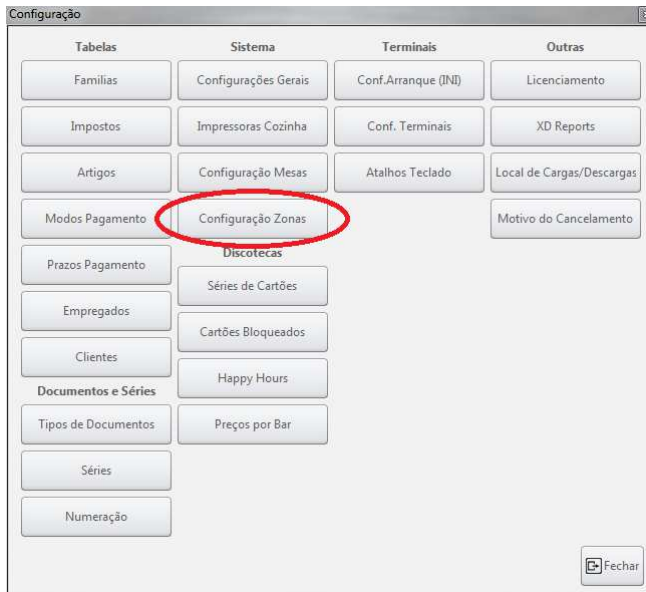 Configuração
Tabelas
Sistema
Terminais
Outras
Familias
Configurações Gerais
Conf.Arranque (INI)
Licenciamento
Impostos
Impressoras Cozinha
Conf. Terminais
XD Reports
Artigos
Configuração Mesas
Atalhos Teclado
Local de Cargas/Descargas
Modos Pagamento
Configuração Zonas
Motivo do Cancelamento
Discotecas
Prazos Pagamento
Séries de Cartões
Empregados
Cartões Bloqueados
Clientes
Happy Hours
Documentos e Séries
Tipos de Documentos
Preços por Bar
Séries
Numeração
Fechar